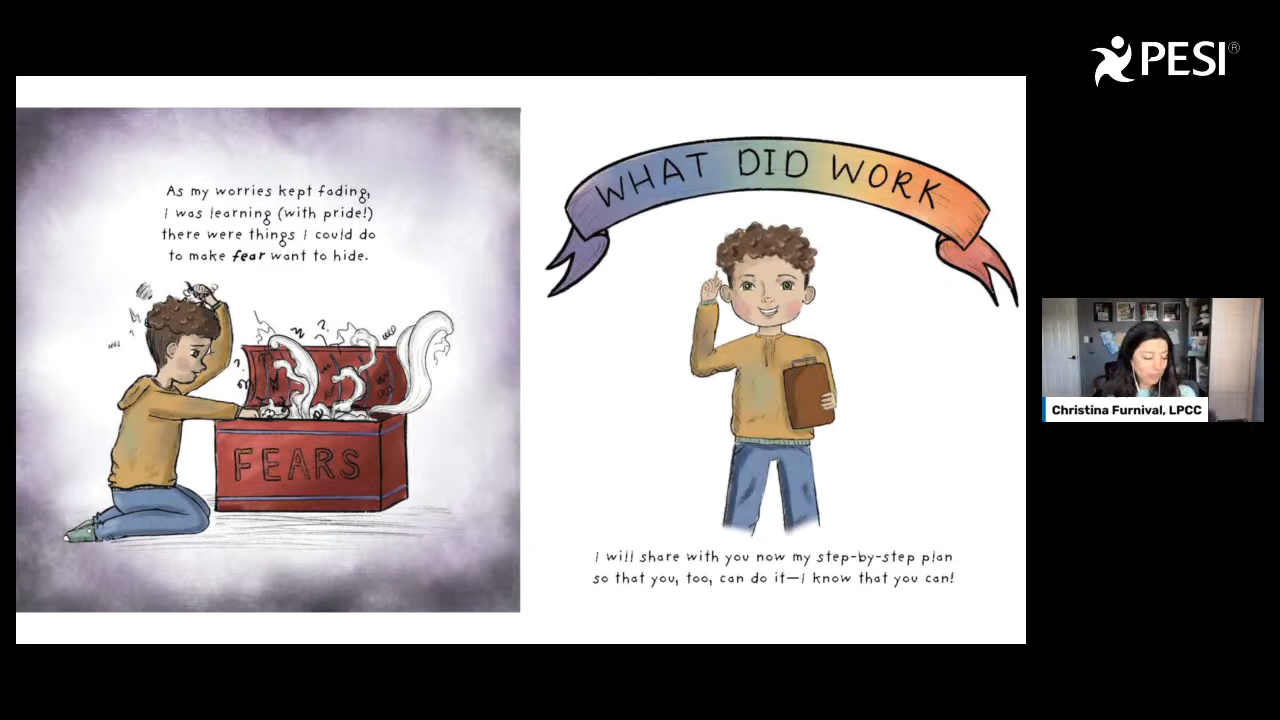 PESI®
As my worries kept fading,
I was learning (with pride!)
there were things I could do
to make fear want to hide.
FEARS
WHAT DID WORK
I will share with you now my step-by-step plan
so that you, too, can do it—I know that you can!
Christina Furnival, LPCC